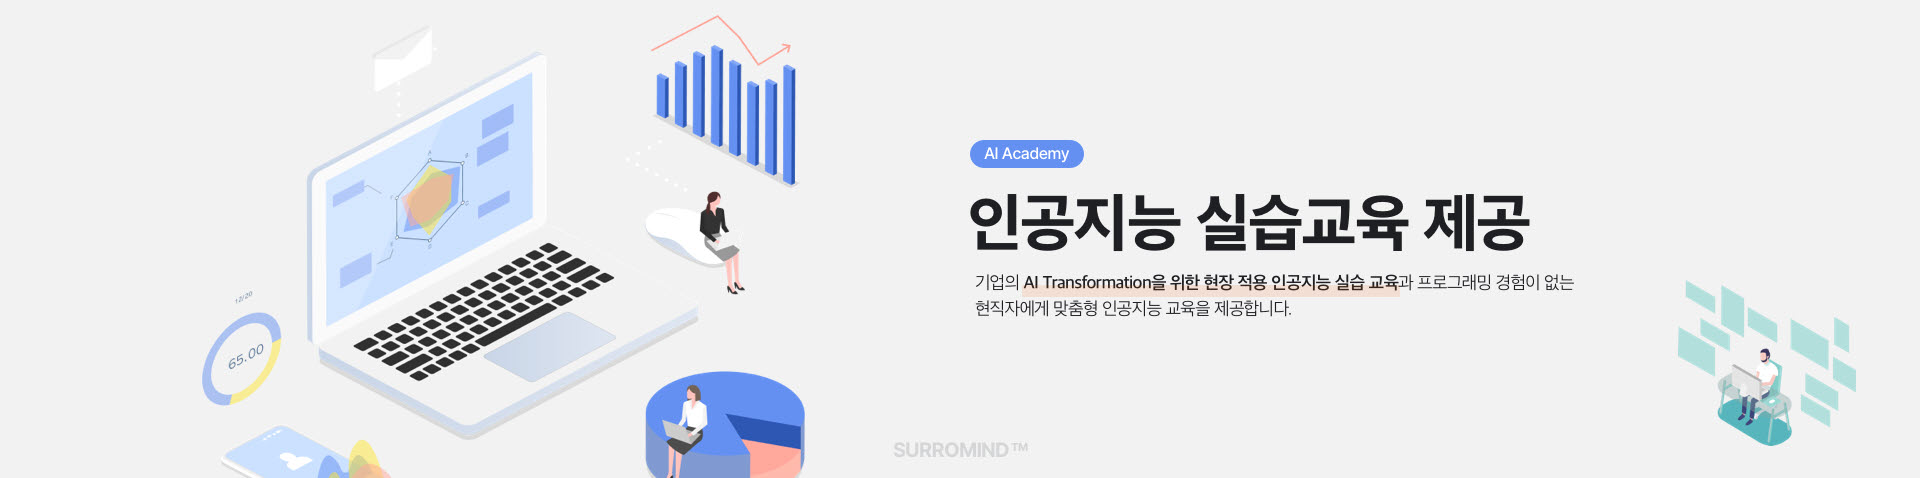 AI Academy
인공지능 실습교육 제공
기업의 AI Transformation을 위한 현장 적용 인공지능 실습 교육과 프로그래밍 경험이 없는
현직자에게 맞춤형 인공지능 교육을 제공합니다.
12/20
65.00
SURROMIND™